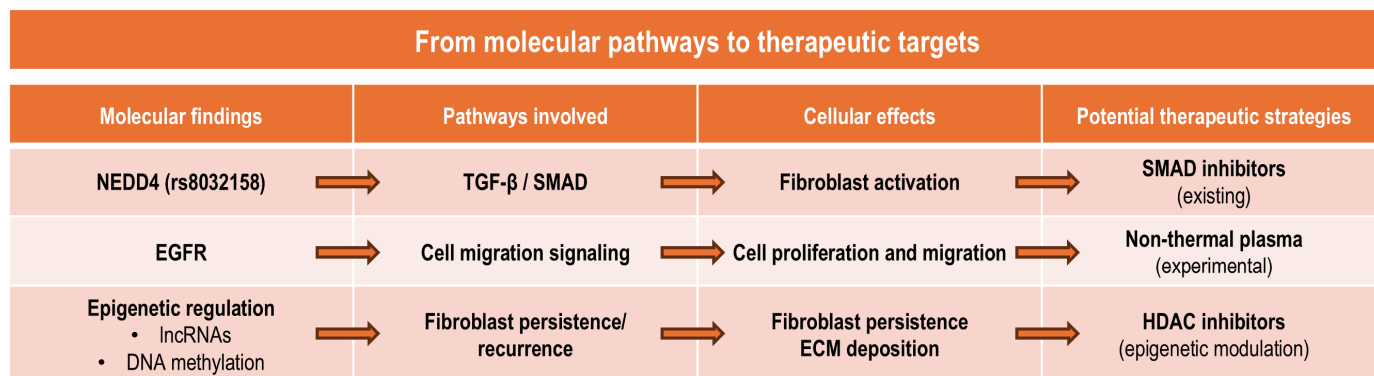 From molecular pathways to therapeutic targets
Molecular findings
Pathways involved
Cellular effects
Potential therapeutic strategies
NEDD4 (rs8032158)
TGF-β / SMAD
Fibroblast activation
SMAD inhibitors
(existing)
EGFR
Cell migration signaling
Cell proliferation and migration
Non-thermal plasma
(experimental)
Epigenetic regulation
• lncRNAs
• DNA methylation
Fibroblast persistence/
recurrence
Fibroblast persistence
ECM deposition
HDAC inhibitors
(epigenetic modulation)